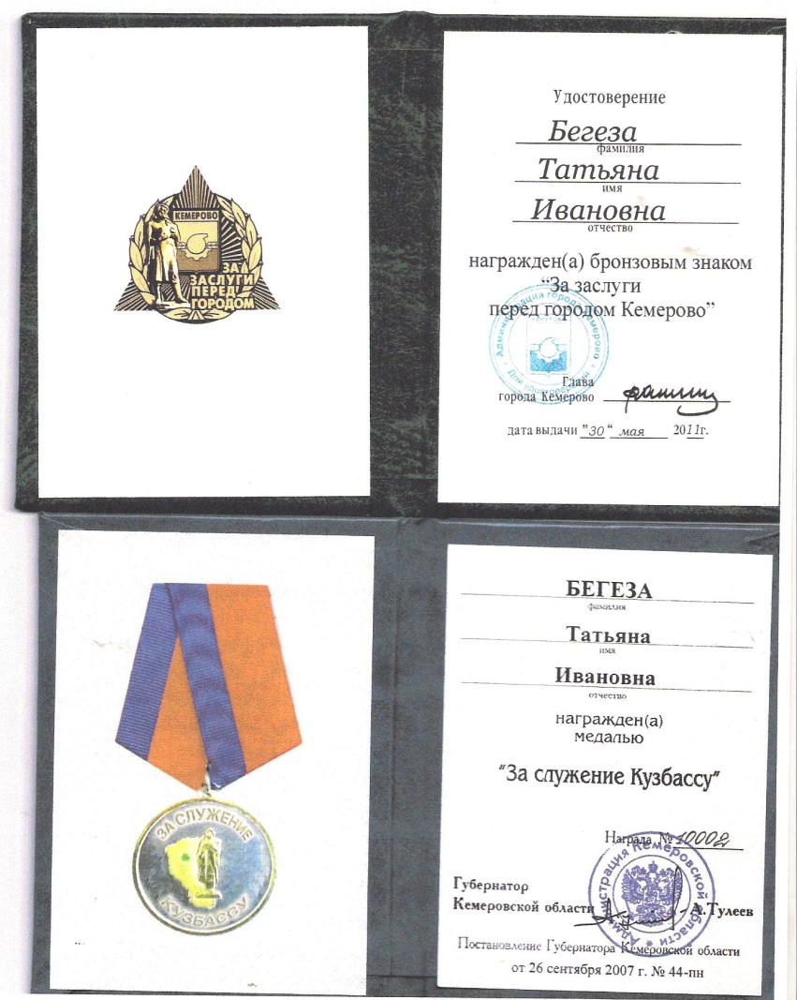 КЕМЕРОВО
ЗА
ЗАСЛУГИ
ПЕРЕД
ГОРОДОМ
Удостоверение
Бегеза
фамилия
Татьяна
имя
Ивановна
отчество
награжден(а) бронзовым знаком
“За заслуги
перед городом Кемерово”
Администрация города Кемерово
Для удостоверений
Глава
города Кемерово
дата выдачи "30" мая 2011г.
ЗА СЛУЖЕНИЕ
КУЗБАССУ
БЕГЕЗА
фамилия
Татьяна
имя
Ивановна
отчество
награжден(а)
медалью
"За служение Кузбассу"
Награда № 10002
Администрация Кемеровской области
Губернатор
Кемеровской области А.Тулеев
Постановление Губернатора Кемеровской области
от 26 сентября 2007 г. № 44-пн